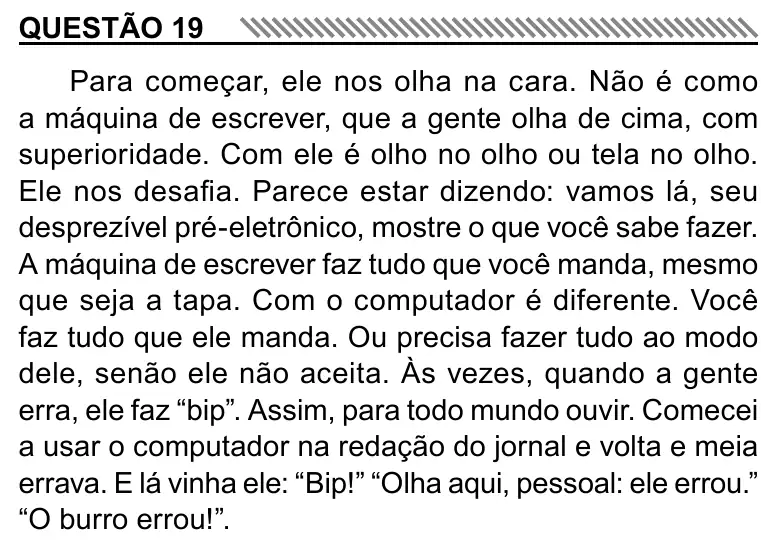 QUESTÃO 19
Para começar, ele nos olha na cara. Não é como
a máquina de escrever, que a gente olha de cima, com
superioridade. Com ele é olho no olho ou tela no olho.
Ele nos desafia. Parece estar dizendo: vamos lá, seu
desprezível pré-eletrônico, mostre o que você sabe fazer.
A máquina de escrever faz tudo que você manda, mesmo
que seja a tapa. Com o computador é diferente. Você
faz tudo que ele manda. Ou precisa fazer tudo ao modo
dele, senão ele não aceita. Às vezes, quando a gente
erra, ele faz “bip”. Assim, para todo mundo ouvir. Comecei
a usar o computador na redação do jornal e volta e meia
errava. E lá vinha ele: “Bip!” “Olha aqui, pessoal: ele errou.”
“O burro errou!”.